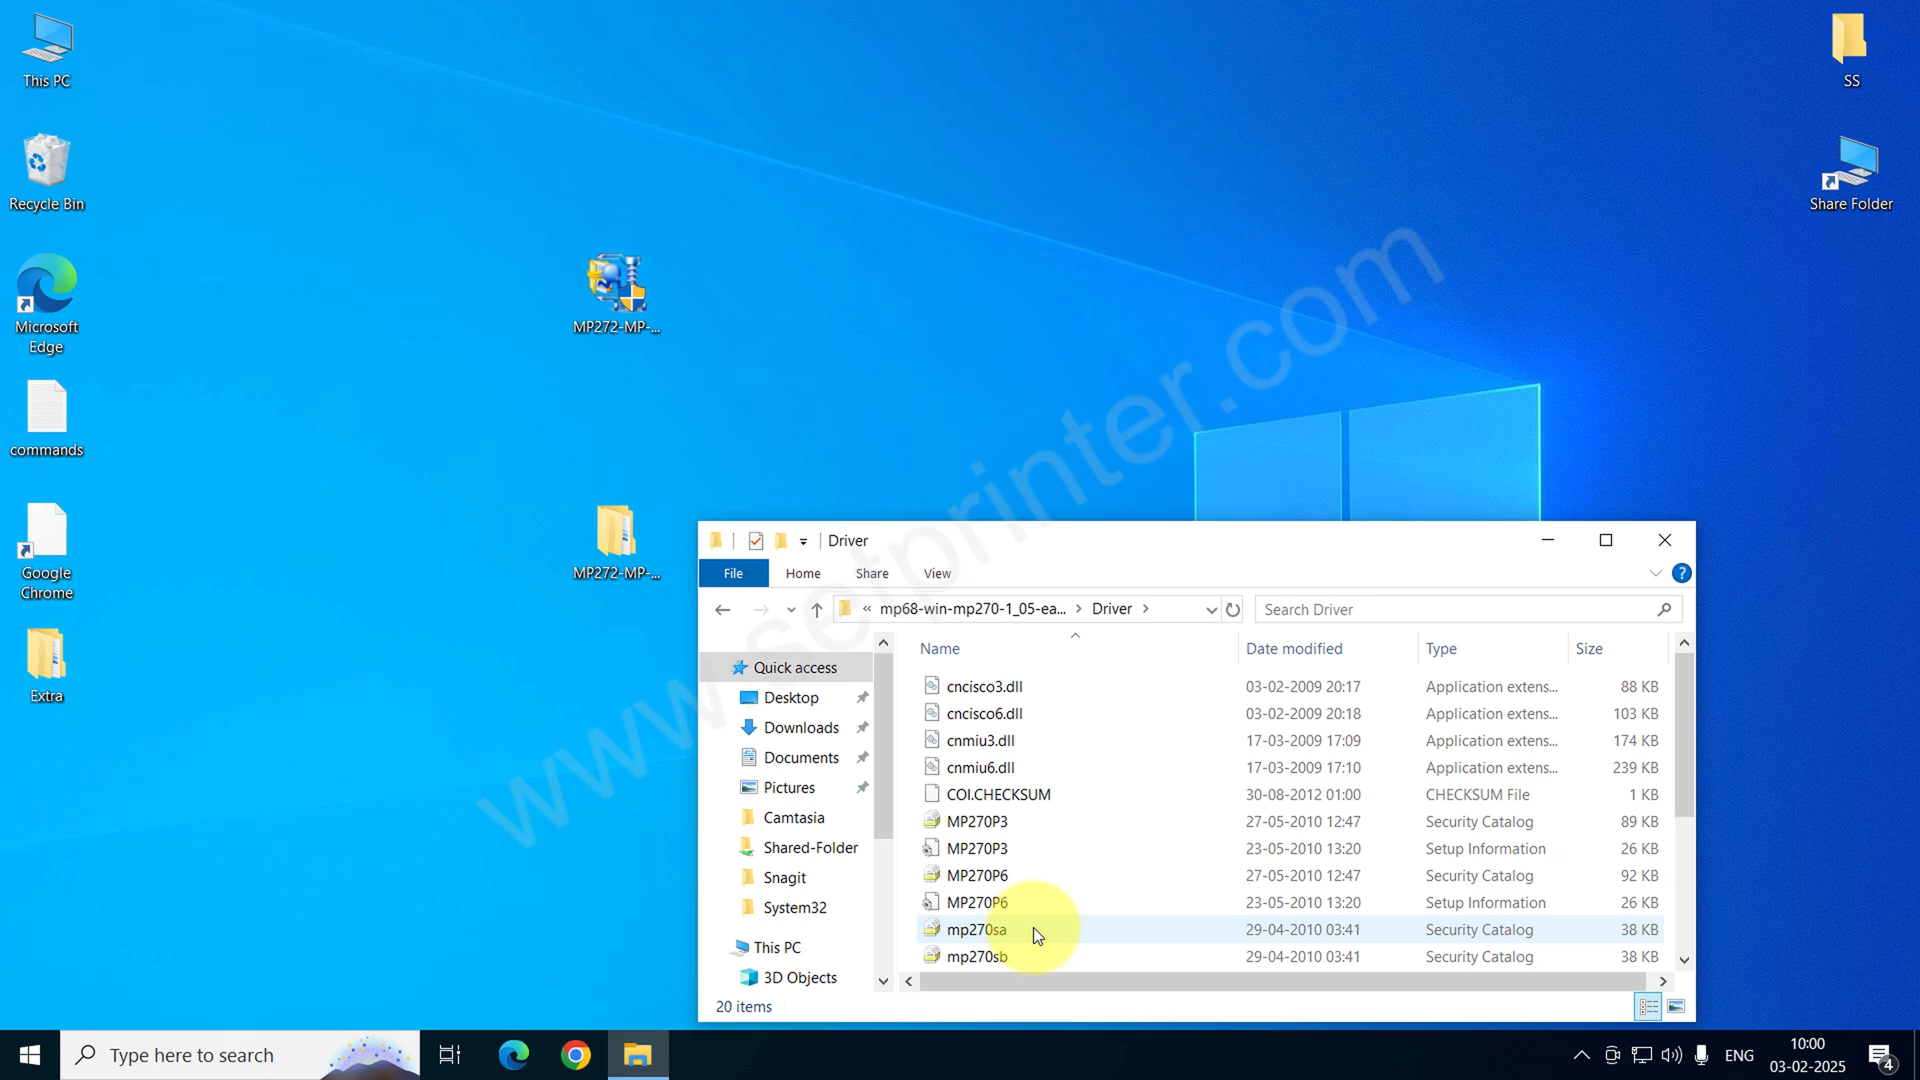 This PC
Recycle Bin
Microsoft
Edge
commands
Google
Chrome
Extra
MP272-MP-...
MP272-MP-...
SS
Share Folder
www.setprinter.com
Driver
File Home Share View
« mp68-win-mp270-1_05-ea... > Driver >
Search Driver
Quick access
Desktop
Downloads
Documents
Pictures
Camtasia
Shared-Folder
Snagit
System32
This PC
3D Objects
Name Date modified Type Size
cncisco3.dll 03-02-2009 20:17 Application extens... 88 KB
cncisco6.dll 03-02-2009 20:18 Application extens... 103 KB
cnmiu3.dll 17-03-2009 17:09 Application extens... 174 KB
cnmiu6.dll 17-03-2009 17:10 Application extens... 239 KB
COI.CHECKSUM 30-08-2012 01:00 CHECKSUM File 1 KB
MP270P3 27-05-2010 12:47 Security Catalog 89 KB
MP270P3 23-05-2010 13:20 Setup Information 26 KB
MP270P6 27-05-2010 12:47 Security Catalog 92 KB
MP270P6 23-05-2010 13:20 Setup Information 26 KB
mp270sa 29-04-2010 03:41 Security Catalog 38 KB
mp270sb 29-04-2010 03:41 Security Catalog 38 KB
20 items
Type here to search
ENG
10:00
03-02-2025
4